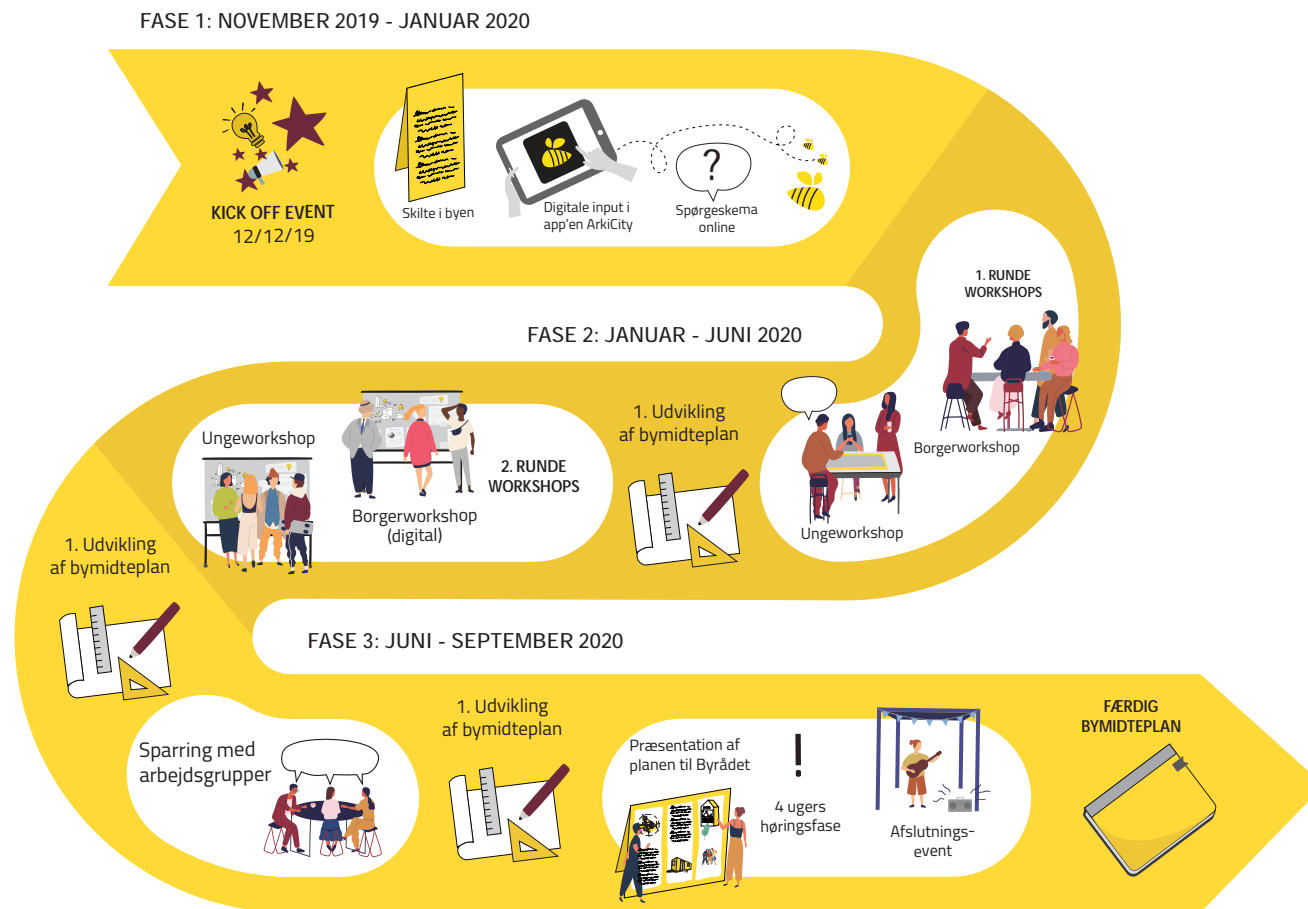 FASE 1: NOVEMBER 2019 - JANUAR 2020
KICK OFF EVENT
12/12/19
Skilte i byen
Digitale input i
app'en ArkiCity
?
Spørgeskema
online
1. RUNDE
WORKSHOPS
Borgerworkshop
Ungeworkshop
FASE 2: JANUAR - JUNI 2020
1. Udvikling
af bymidteplan
2. RUNDE
WORKSHOPS
Borgerworkshop
(digital)
Ungeworkshop
1. Udvikling
af bymidteplan
FASE 3: JUNI - SEPTEMBER 2020
Sparring med
arbejdsgrupper
1. Udvikling
af bymidteplan
Præsentation af
planen til Byrådet
!
4 ugers
høringsfase
Afslutnings-
event
FÆRDIG
BYMIDTEPLAN